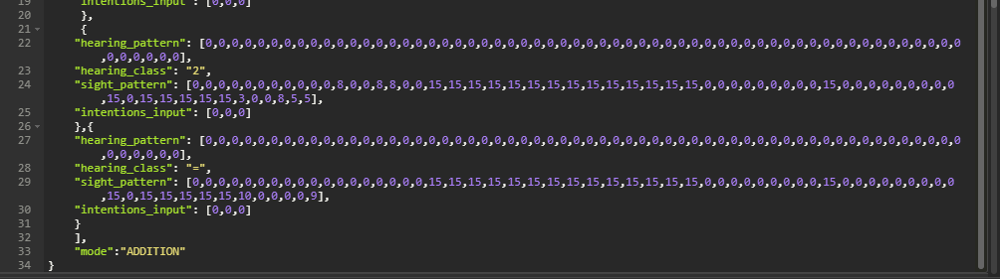 19 "intentions_input": [0,0,0]
20 },
21 {
22 "hearing_pattern": [0,0,0,0,0,0,0,0,0,0,0,0,0,0,0,0,0,0,0,0,0,0,0,0,0,0,0,0,0,0,0,0,0,0,0,0,0,0,0,0,0,0,0,0,0,0,0,0,0,0,0,0,0,0,0,0,0,0
,0,0,0,0,0,0],
23 "hearing_class": "2",
24 "sight_pattern": [0,0,0,0,0,0,0,0,0,0,0,8,0,0,8,8,0,0,15,15,15,15,15,15,15,15,15,15,15,15,15,15,0,0,0,0,0,0,0,0,0,15,0,0,0,0,0,0,0,0,0
,15,0,15,15,15,15,15,3,0,0,8,5,5],
25 "intentions_input": [0,0,0]
26 },{
27 "hearing_pattern": [0,0,0,0,0,0,0,0,0,0,0,0,0,0,0,0,0,0,0,0,0,0,0,0,0,0,0,0,0,0,0,0,0,0,0,0,0,0,0,0,0,0,0,0,0,0,0,0,0,0,0,0,0,0,0,0,0,0
,0,0,0,0,0,0],
28 "hearing_class": "=",
29 "sight_pattern": [0,0,0,0,0,0,0,0,0,0,0,0,0,0,0,0,0,0,15,15,15,15,15,15,15,15,15,15,15,15,15,15,0,0,0,0,0,0,0,0,0,15,0,0,0,0,0,0,0,0,0
,15,0,15,15,15,15,15,10,0,0,0,0,9],
30 "intentions_input": [0,0,0]
31 }
32 ],
33 "mode":"ADDITION"
34 }